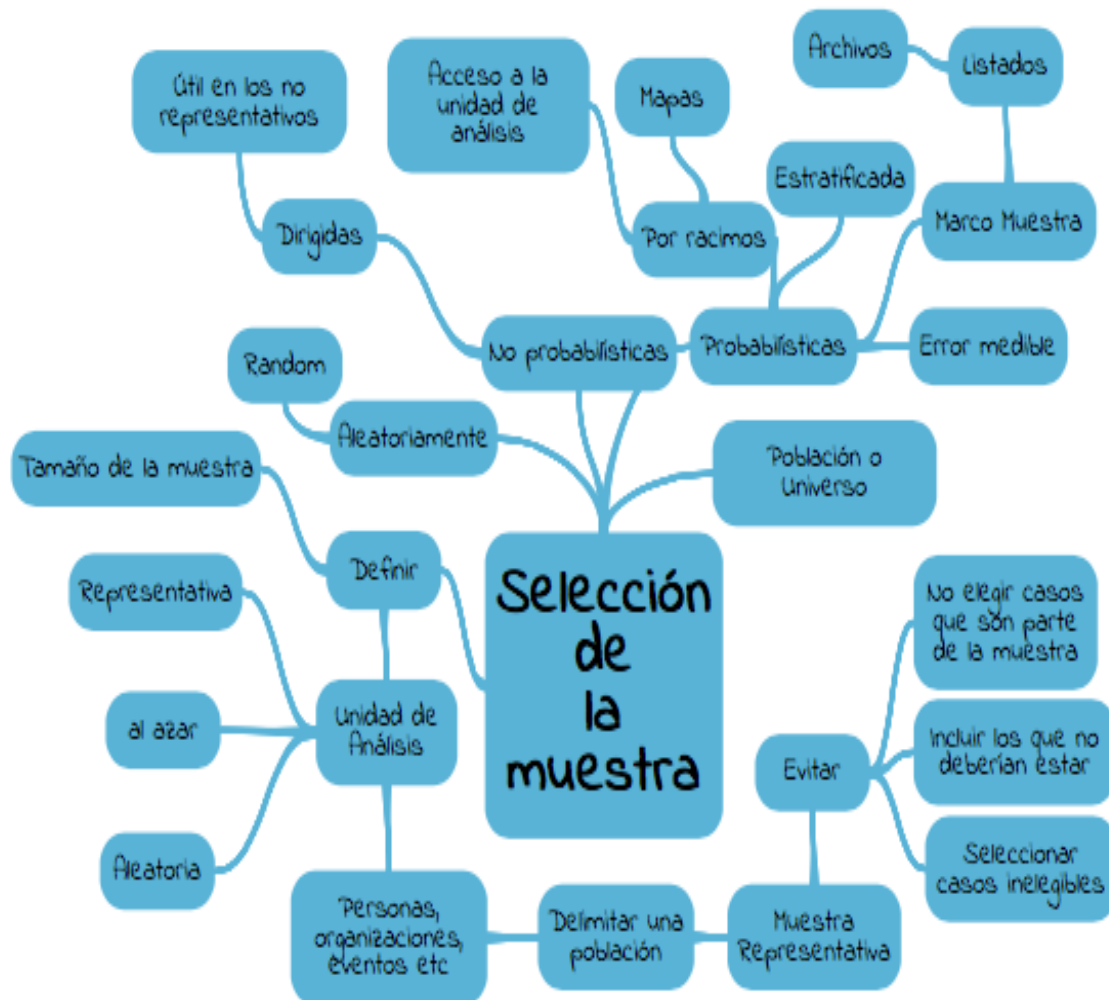 Archivos
Listados
Útil en los no
representativos
Acceso a la
unidad de
análisis
Mapas
Estratificada
Dirigidas
Por racimos
Marco Muestra
No probabilísticas
Probabilísticas
Error medible
Random
Aleatoriamente
Tamaño de la muestra
Población o
Universo
Definir
Selección
de
la
muestra
Representativa
No elegir casos
que son parte
de la muestra
al azar
Unidad de
Análisis
Evitar
Incluir los que no
deberían estar
Aleatoria
Seleccionar
casos inelegibles
Personas,
organizaciones,
eventos etc
Delimitar una
población
Muestra
Representativa